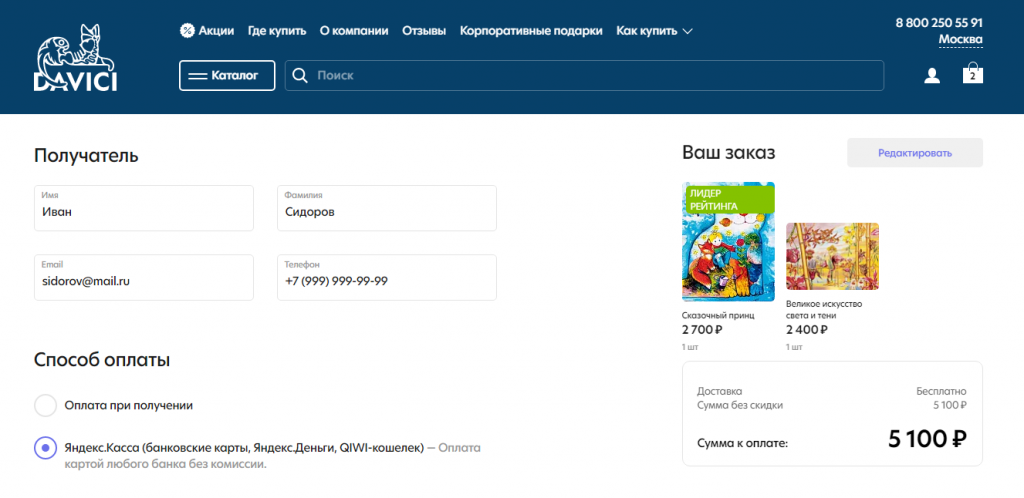 DAVICI
Акции Где купить О компании Отзывы Корпоративные подарки Как купить
8 800 250 55 91
Москва
Каталог
Поиск
2
Получатель
Имя
Иван
Фамилия
Сидоров
Email
sidorov@mail.ru
Телефон
+7 (999) 999-99-99
Способ оплаты
Оплата при получении
Яндекс.Касса (банковские карты, Яндекс.Деньги, QIWI-кошелек) — Оплата
картой любого банка без комиссии.
Ваш заказ
Редактировать
ЛИДЕР
РЕЙТИНГА
Сказочный принц
2 700 ₽
1 шт
Великое искусство
света и тени
2 400 ₽
1 шт
Доставка Бесплатно
Сумма без скидки 5 100 ₽
Сумма к оплате: 5 100 ₽